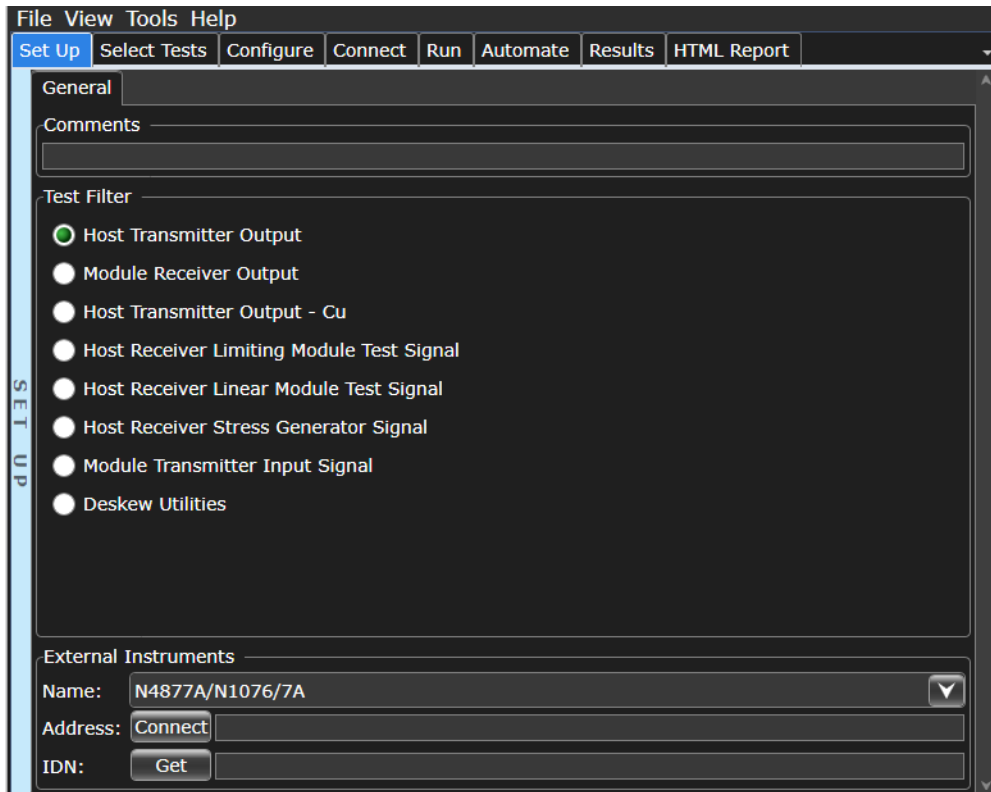 File View Tools Help
Set Up Select Tests Configure Connect Run Automate Results HTML Report
General
Comments
Test Filter
Host Transmitter Output
Module Receiver Output
Host Transmitter Output - Cu
Host Receiver Limiting Module Test Signal
Host Receiver Linear Module Test Signal
Host Receiver Stress Generator Signal
Module Transmitter Input Signal
Deskew Utilities
SET UP
External Instruments
Name: N4877A/N1076/7A
Address: Connect
IDN: Get